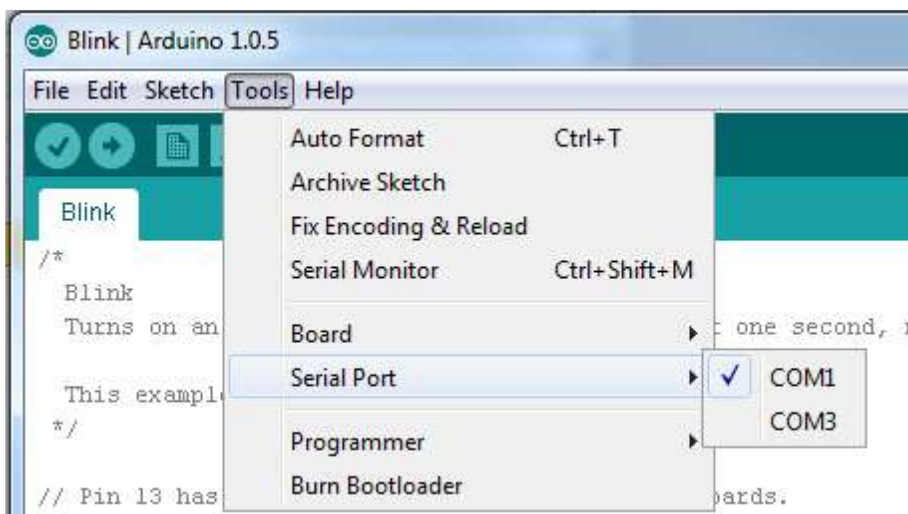 Blink | Arduino 1.0.5
File Edit Sketch Tools Help
Auto Format Ctrl+T
Archive Sketch
Fix Encoding & Reload
Serial Monitor Ctrl+Shift+M
Board
Serial Port
Programmer
Burn Bootloader
COM1
COM3
Blink
/*
Blink
Turns on an one second,
This
*/
// Pin 13 has